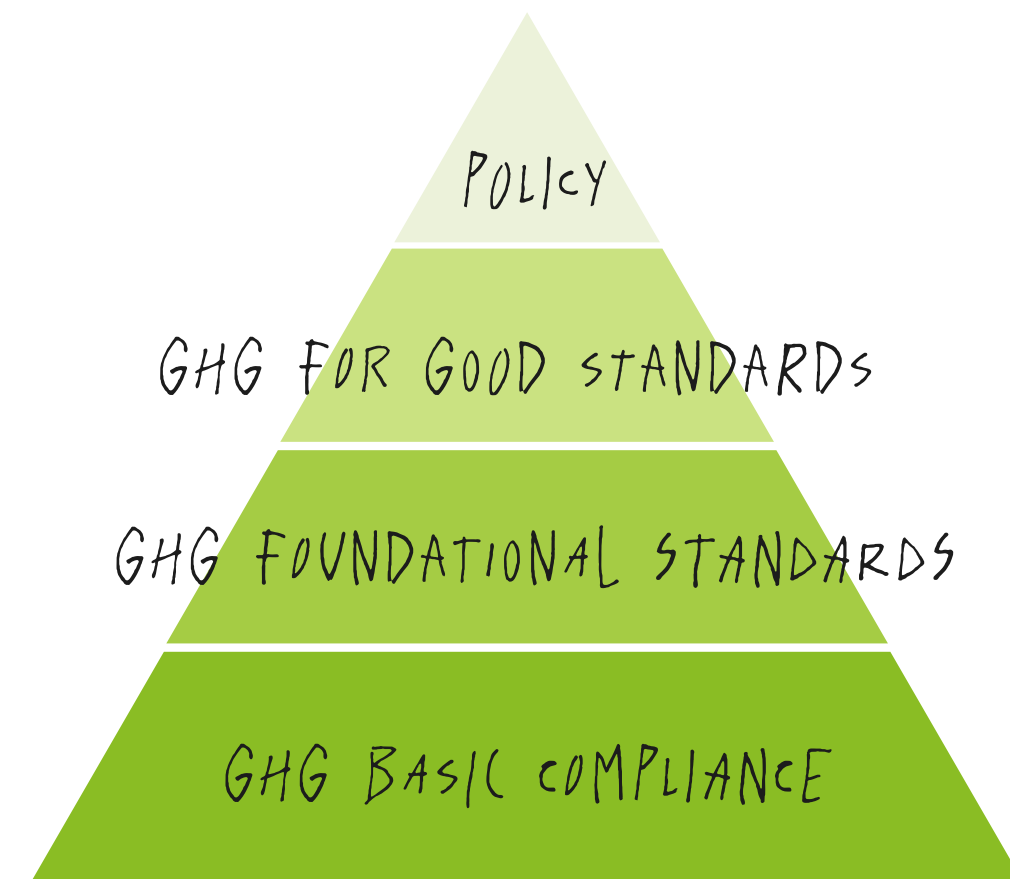 POLICY
GHG FOR GOOD STANDARDS
GHG FOUNDATIONAL STANDARDS
GHG BASIC COMPLIANCE